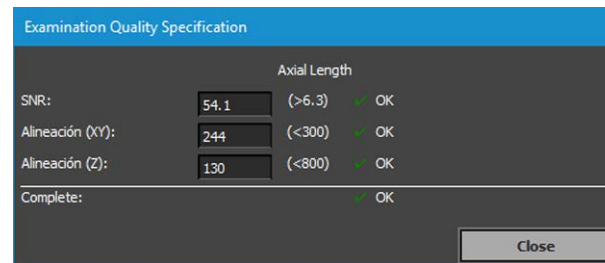 Examination Quality Specification
Axial Length
SNR: 54.1 (>6.3) ✓ OK
Alineación (XY): 244 (<300) ✓ OK
Alineación (Z): 130 (<800) ✓ OK
Complete: ✓ OK
Close